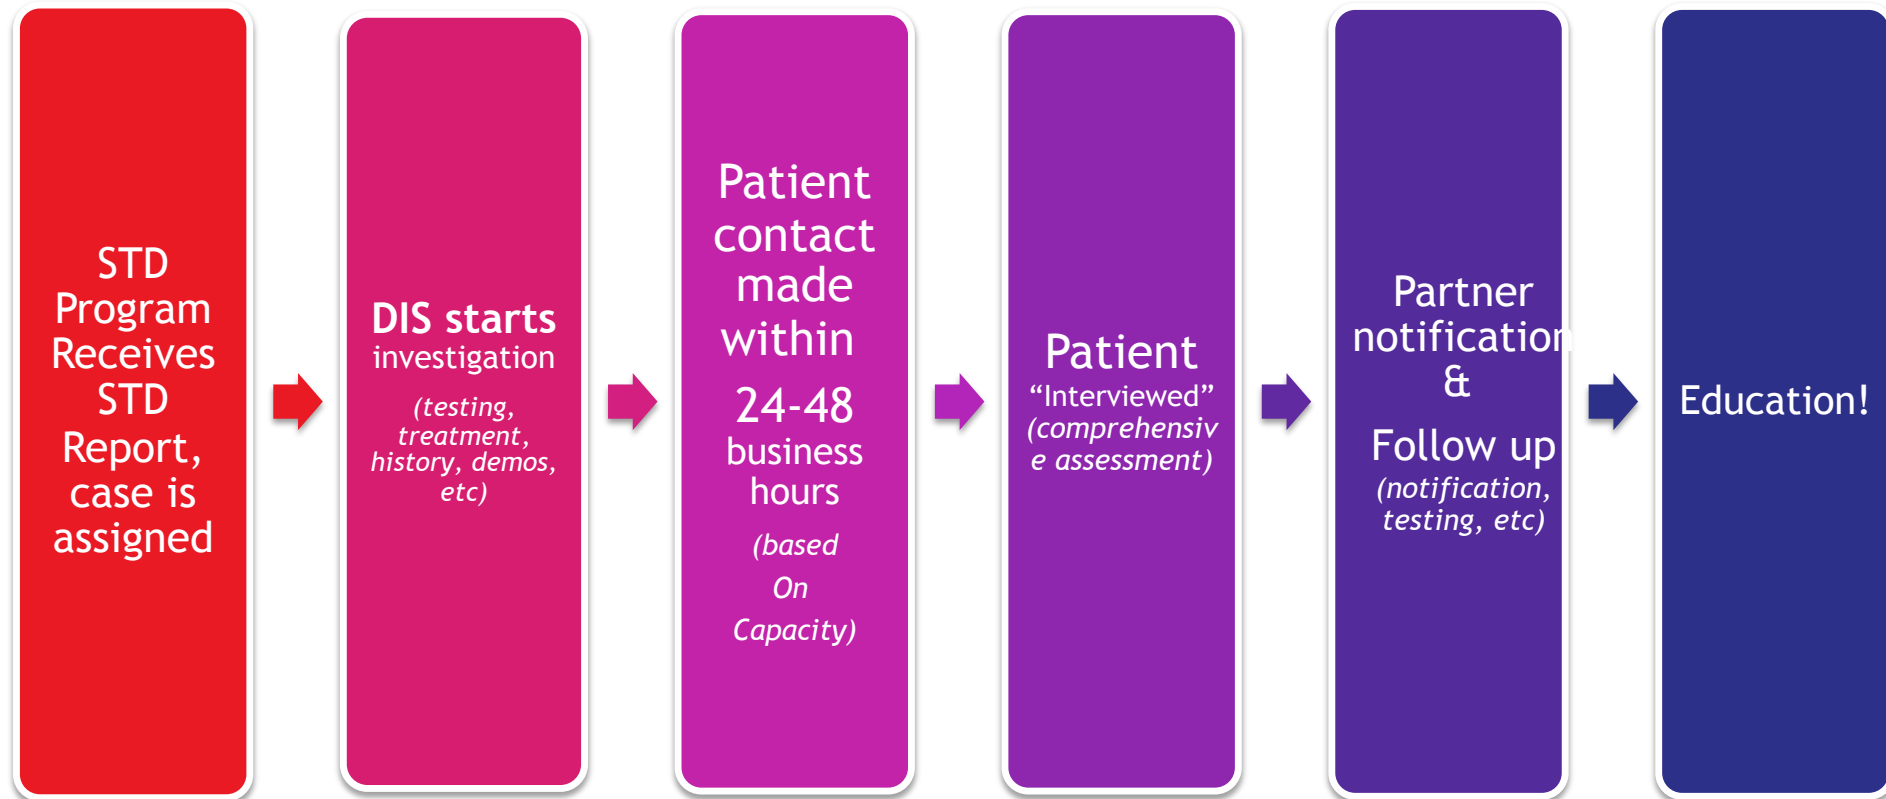 STD
Program
Receives
STD
Report,
case is
assigned
DIS starts
investigation
(testing,
treatment,
history, demos,
etc)
Patient
contact
made
within
24-48
business
hours
(based
On
Capacity)
Patient
“Interviewed”
(comprehensiv
e assessment)
Partner
notification
&
Follow up
(notification,
testing, etc)
Education!